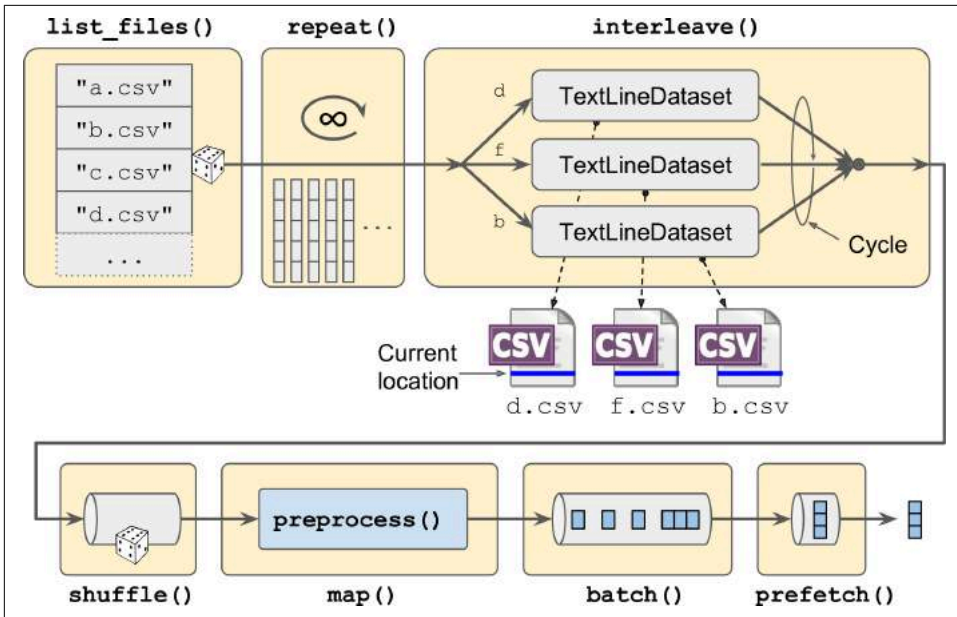 list_files()
repeat()
interleave()
"a.csv"
"b.csv"
"c.csv"
"d.csv"
...
∞
...
d
f
b
TextLineDataset
TextLineDataset
TextLineDataset
Cycle
Current
location
CSV
CSV
CSV
d.csv
f.csv
b.csv
preprocess()
shuffle()
map()
batch()
prefetch()